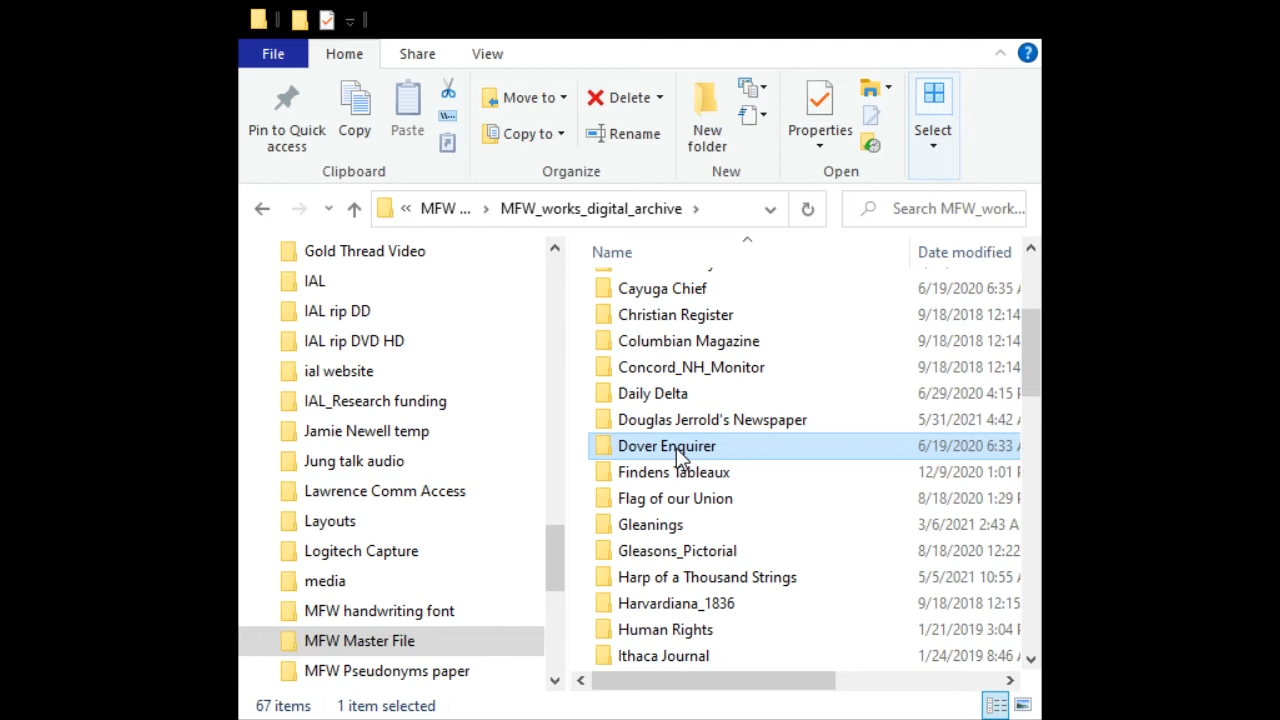 File Home Share View
Pin to Quick access
Copy
Paste
Move to
Copy to
Delete
Rename
New folder
Properties
Select
Clipboard Organize New Open
« MFW ... › MFW_works_digital_archive ›
Search MFW_work...
Gold Thread Video
IAL
IAL rip DD
IAL rip DVD HD
ial website
IAL_Research funding
Jamie Newell temp
Jung talk audio
Lawrence Comm Access
Layouts
Logitech Capture
media
MFW handwriting font
MFW Master File
MFW Pseudonyms paper
Name Date modified
Cayuga Chief 6/19/2020 6:35
Christian Register 9/18/2018 12:14
Columbian Magazine 9/18/2018 12:14
Concord_NH_Monitor 9/18/2018 12:14
Daily Delta 6/29/2020 4:15
Douglas Jerrold's Newspaper 5/31/2021 4:42
Dover Enquirer 6/19/2020 6:33
Findens Tableaux 12/9/2020 1:01
Flag of our Union 8/18/2020 1:29
Gleanings 3/6/2021 2:43 A
Gleasons_Pictorial 8/18/2020 12:22
Harp of a Thousand Strings 5/5/2021 10:55
Harvardiana_1836 9/18/2018 12:15
Human Rights 1/21/2019 3:04
Ithaca Journal 1/24/2019 8:46
67 items 1 item selected